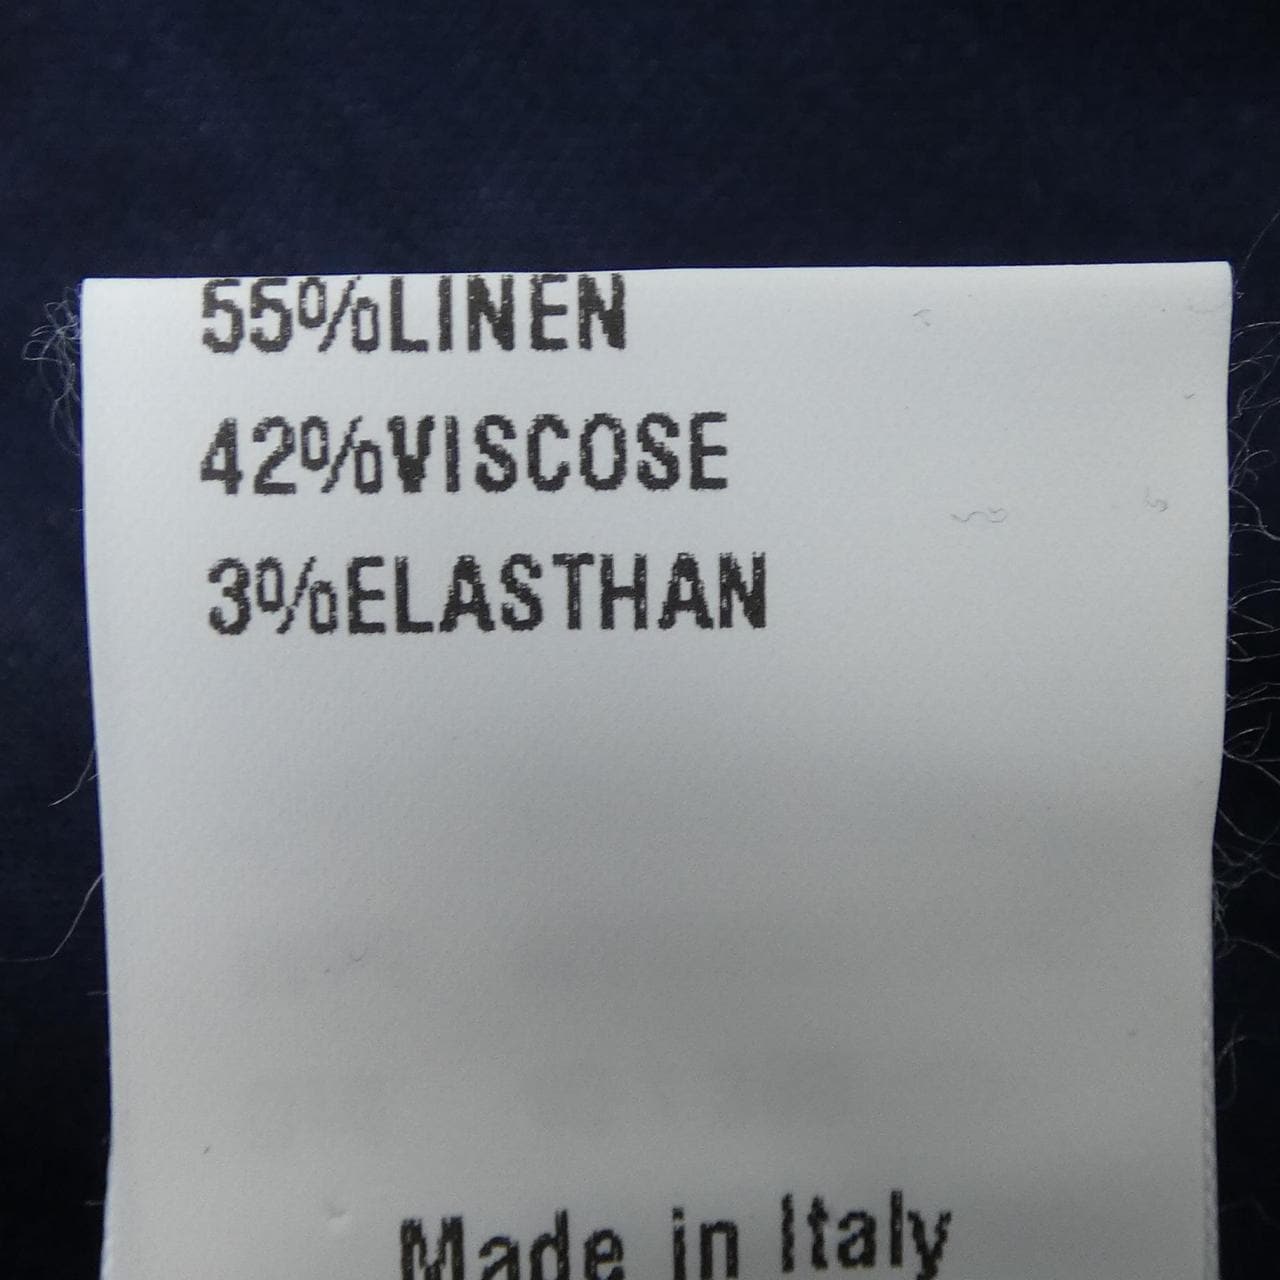 55%LINEN
42%VISCOSE
3%ELASTHAN
Made in Italy